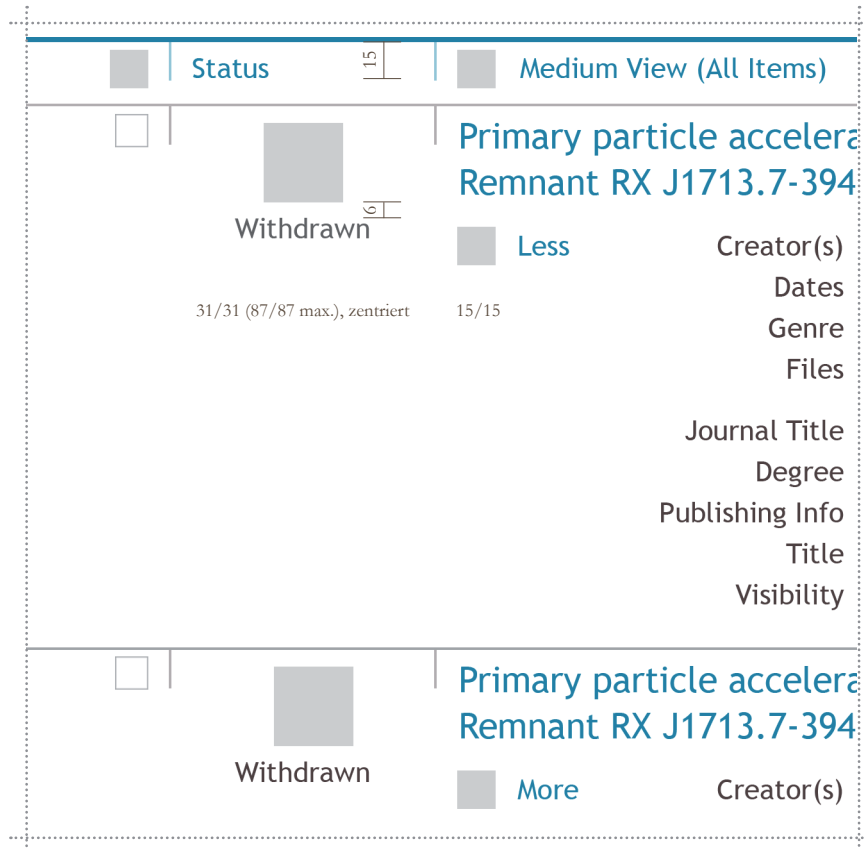 Status
15
Medium View (All Items)
Primary particle accelera
Remnant RX J1713.7-394
6
Withdrawn
Less
Creator(s)
Dates
31/31 (87/87 max.), zentriert
15/15
Genre
Files
Journal Title
Degree
Publishing Info
Title
Visibility
Primary particle accelera
Remnant RX J1713.7-394
Withdrawn
More
Creator(s)